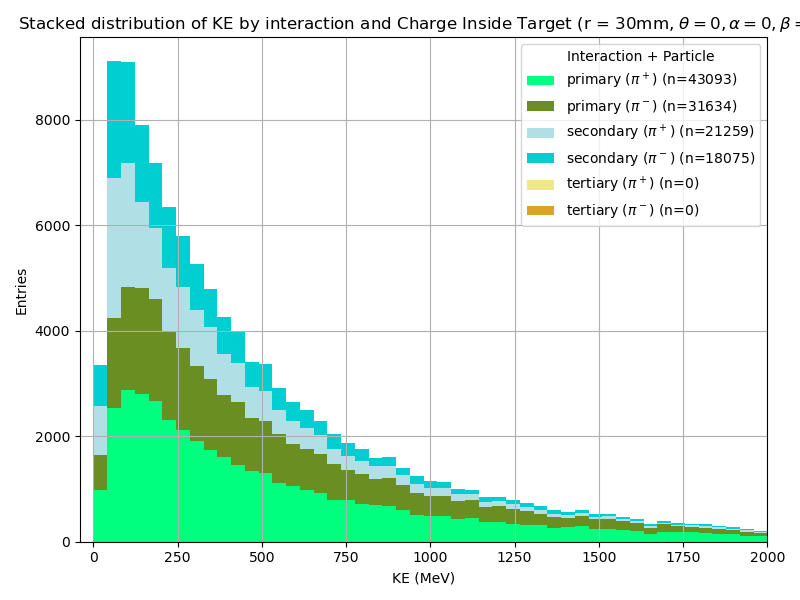 Stacked distribution of KE by interaction and Charge Inside Target (r = 30mm, θ = 0, α = 0, β =
Interaction + Particle
primary (π⁺) (n=43093)
primary (π⁻) (n=31634)
secondary (π⁺) (n=21259)
secondary (π⁻) (n=18075)
tertiary (π⁺) (n=0)
tertiary (π⁻) (n=0)
Entries
8000
6000
4000
2000
0
0 250 500 750 1000 1250 1500 1750 2000
KE (MeV)